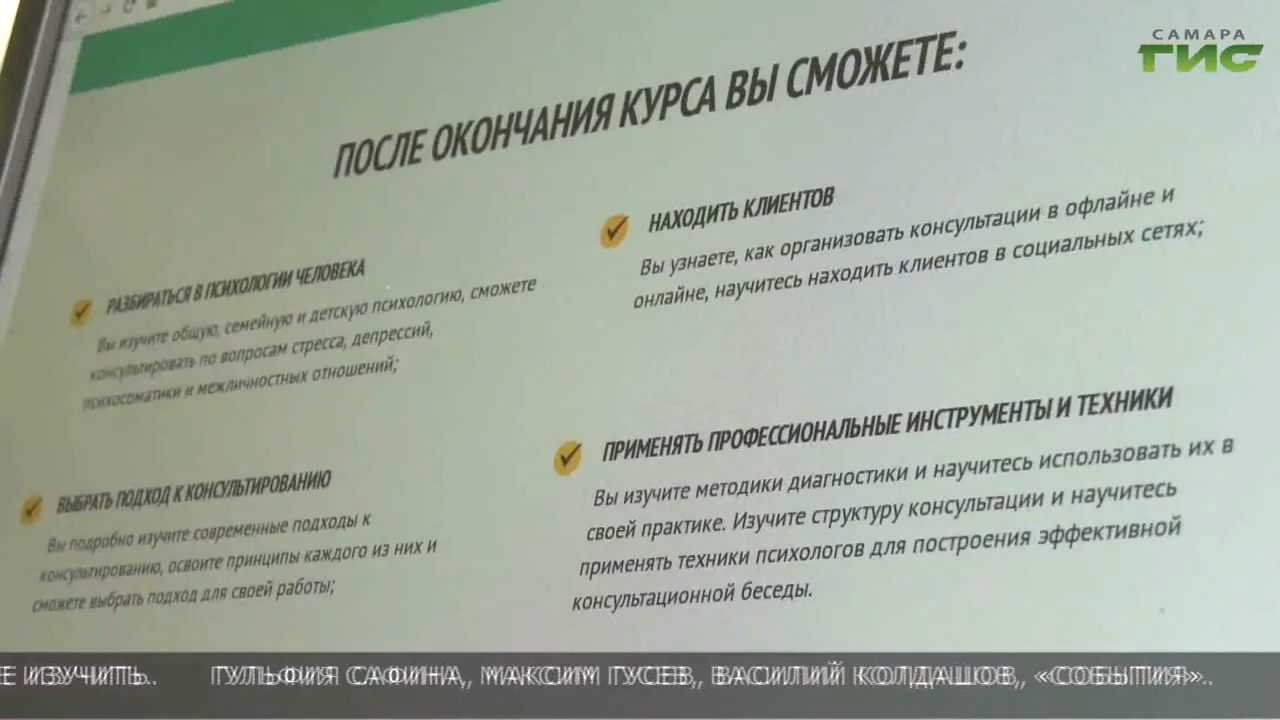 САМАРА
ГИС
ПОСЛЕ ОКОНЧАНИЯ КУРСА ВЫ СМОЖЕТЕ:
РАЗБИРАТЬСЯ В ПСИХОЛОГИИ ЧЕЛОВЕКА
Вы изучите общую, семейную и детскую психологию, сможете
консультировать по вопросам стресса, депрессий,
психосоматики и межличностных отношений;
НАХОДИТЬ КЛИЕНТОВ
Вы узнаете, как организовать консультации в офлайне и
онлайне, научитесь находить клиентов в социальных сетях;
ВЫБРАТЬ ПОДХОД К КОНСУЛЬТИРОВАНИЮ
Вы подробно изучите современные подходы к
консультированию, освоите принципы каждого из них и
сможете выбрать подход для своей работы;
ПРИМЕНЯТЬ ПРОФЕССИОНАЛЬНЫЕ ИНСТРУМЕНТЫ И ТЕХНИКИ
Вы изучите методики диагностики и научитесь использовать их в
своей практике. Изучите структуру консультации и научитесь
применять техники психологов для построения эффективной
консультационной беседы.
Е ИЗУЧИТЬ. ГУЛЬФИЯ САФИНА, МАКСИМ ГУСЕВ, ВАСИЛИЙ КОЛДАШОВ, «СОБЫТИЯ».